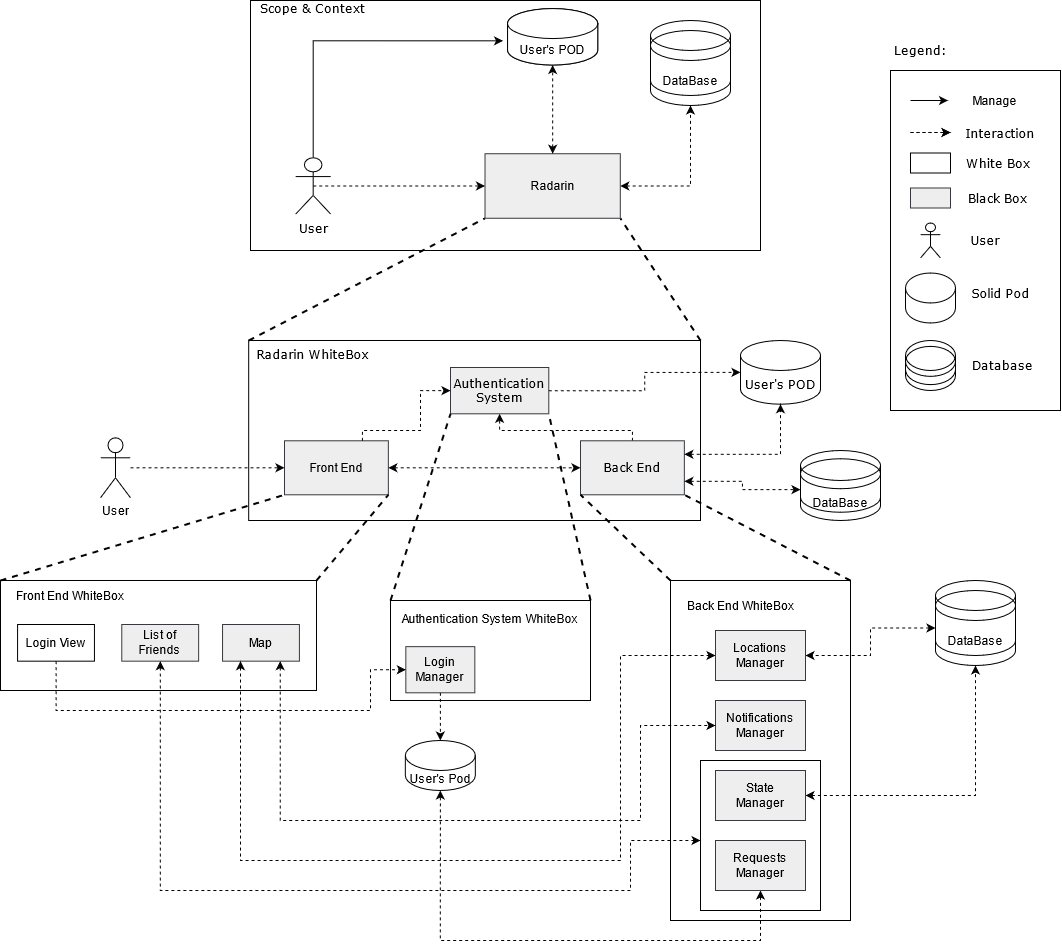 Scope & Context
User's POD
DataBase
Radarin
User
Legend:
Manage
Interaction
White Box
Black Box
User
Solid Pod
Database
Radarin WhiteBox
Authentication
System
User's POD
Front End
Back End
User
DataBase
Front End WhiteBox
Login View
List of
Friends
Map
Authentication System WhiteBox
Login
Manager
User's Pod
Back End WhiteBox
Locations
Manager
Notifications
Manager
State
Manager
Requests
Manager
DataBase